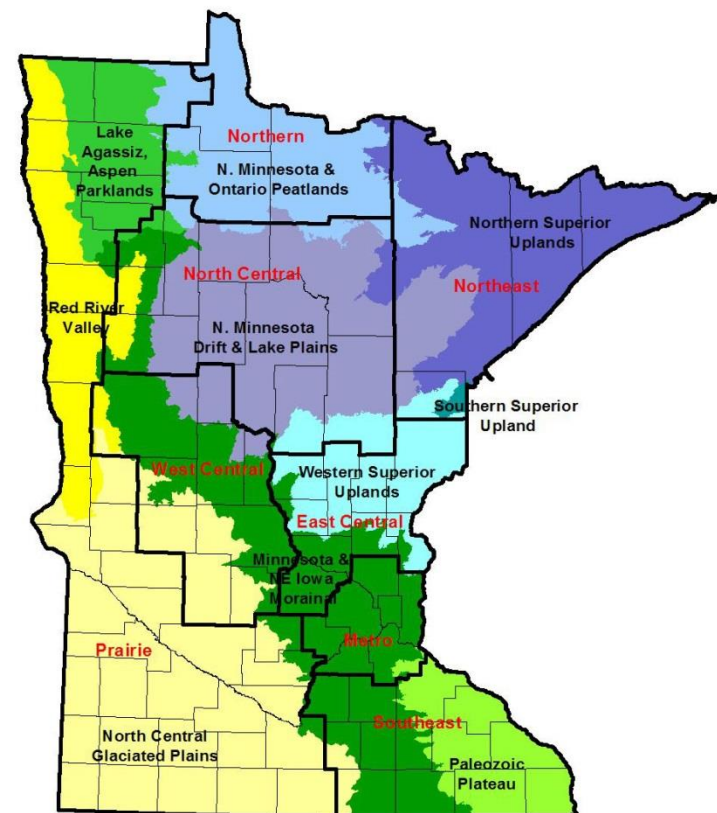 Lake
Agassiz,
Aspen
Parklands
Northern
N. Minnesota &
Ontario Peatlands
Northern Superior
Uplands
North Central
Northeast
Red River
Valley
N. Minnesota
Drift & Lake Plains
Southern Superior
Upland
West Central
Western Superior
Uplands
East Central
Minnesota &
NE Iowa
Morainal
Metro
Prairie
Southeast
North Central
Glaciated Plains
Paleozoic
Plateau